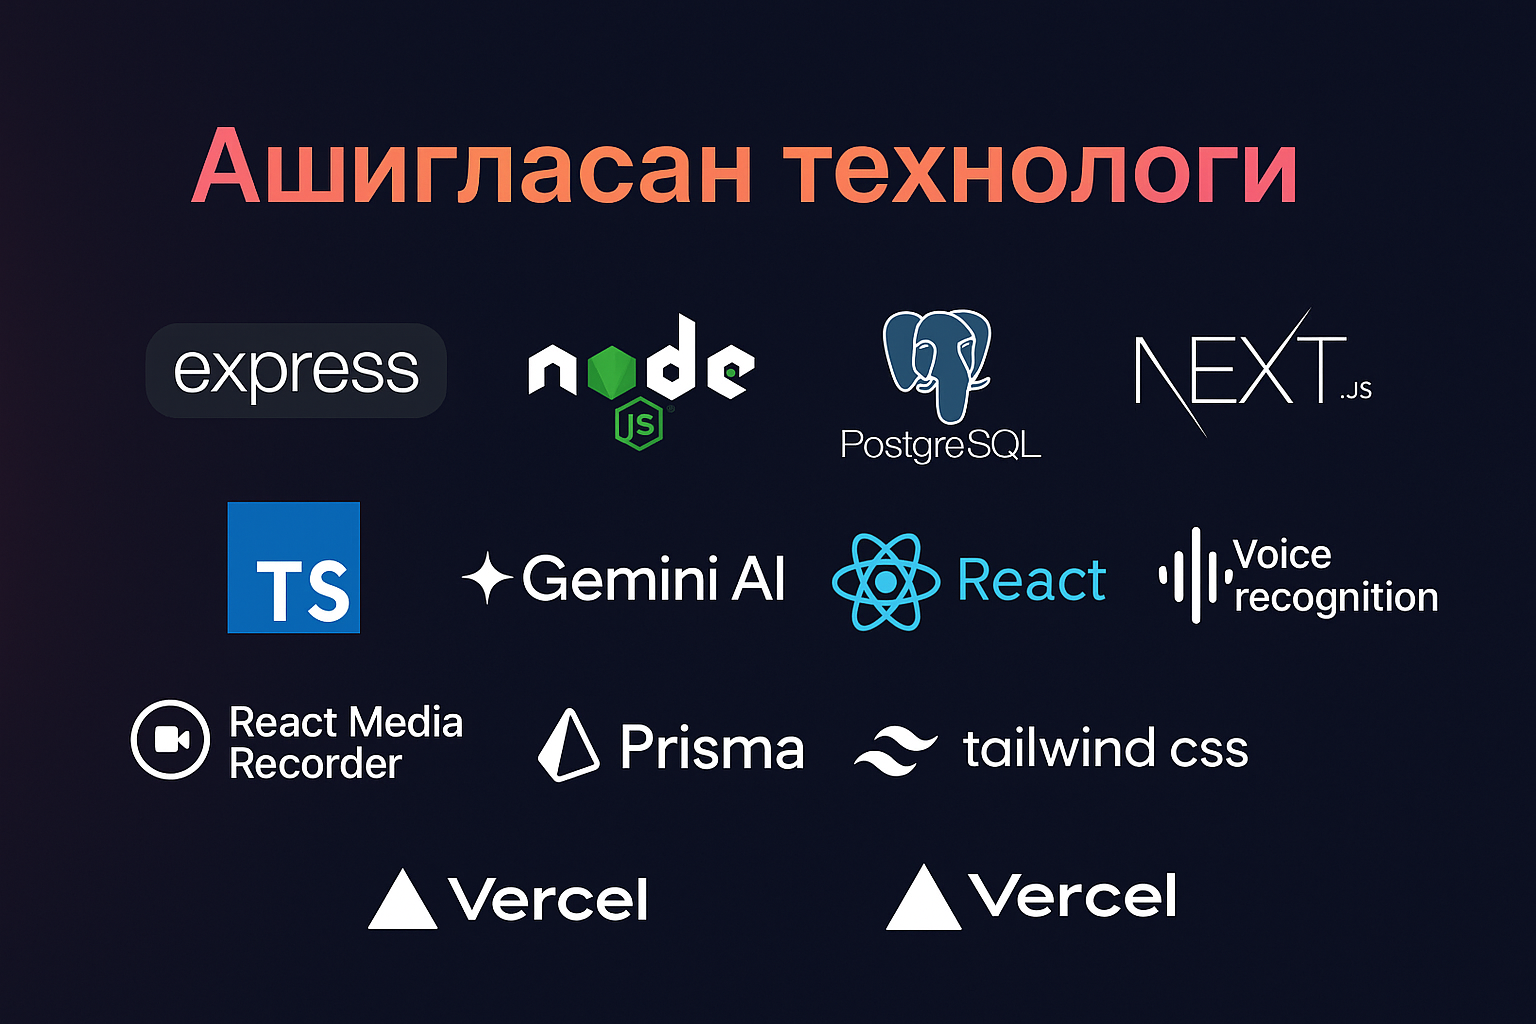 Ашигласан технологи
express
node
JS
PostgreSQL
NEXT.JS
TS
Gemini AI
React
Voice
recognition
React Media
Recorder
Prisma
tailwind css
Vercel
Vercel